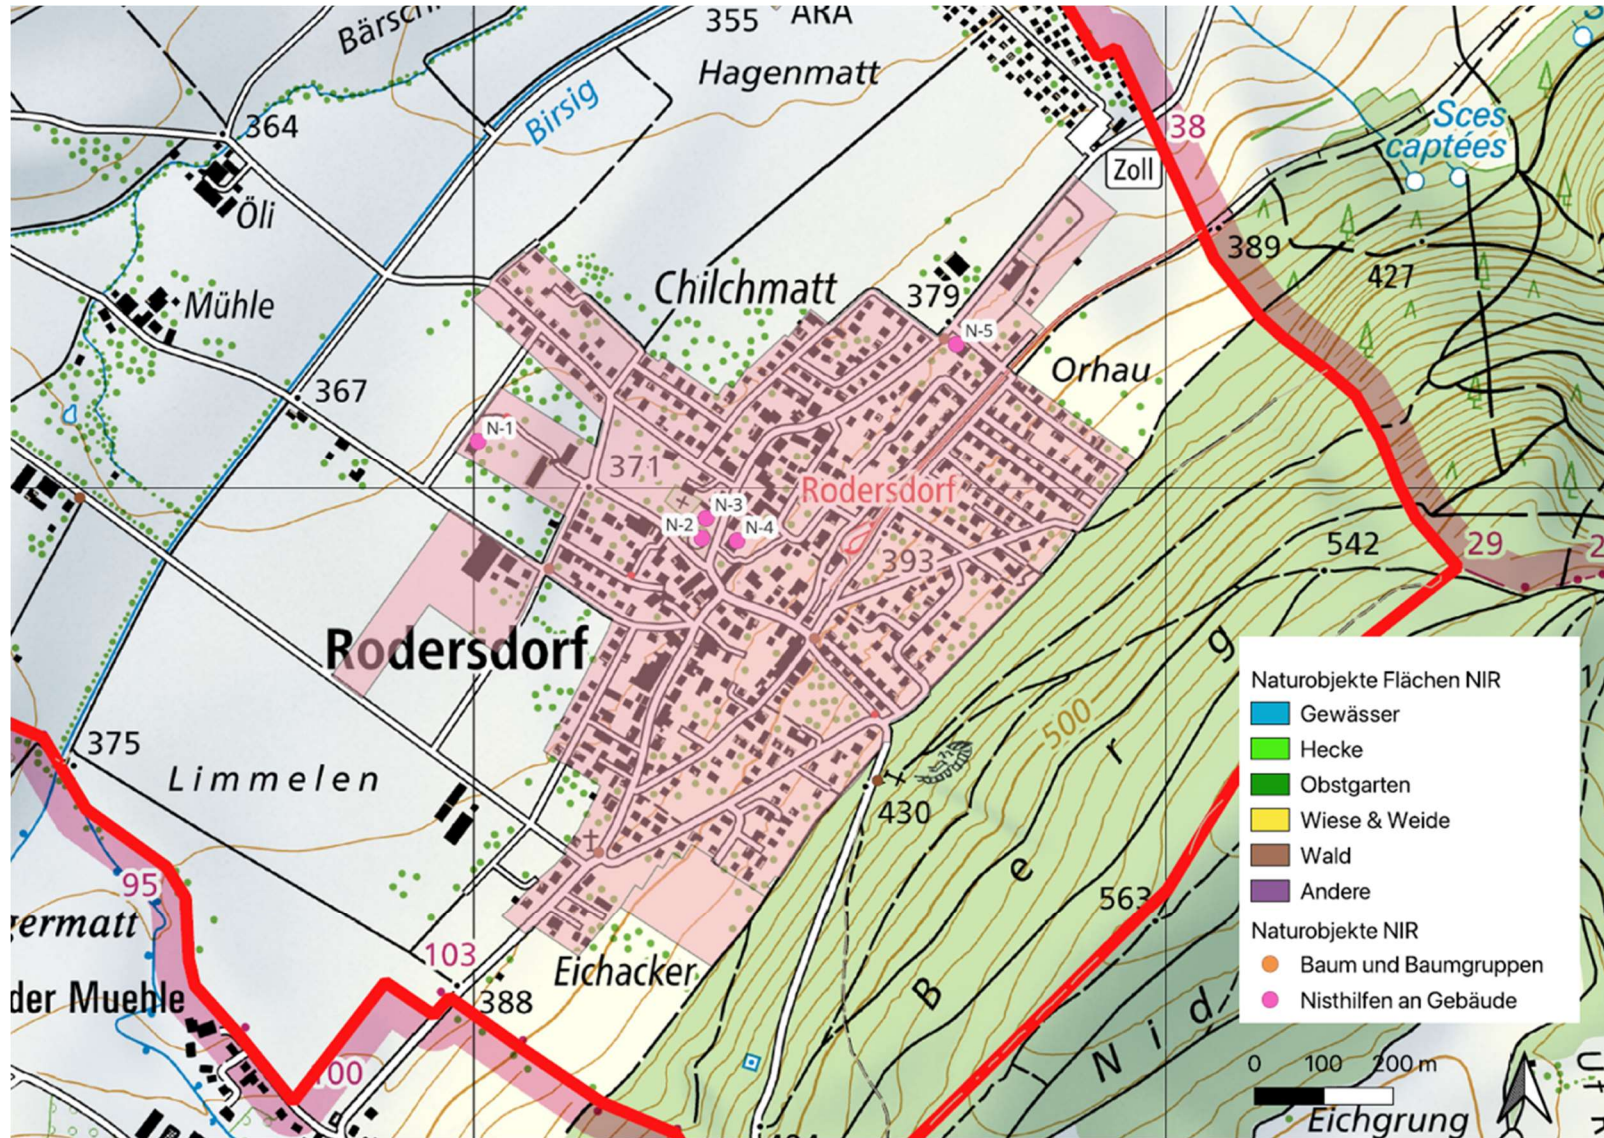 355
ARA
Hagenmatt
Birsig
364
Öli
38
Sces
captées
Zoll
389
427
Mühle
Chilchmatt
379
N-5
Orhau
367
N-1
371
Rodersdorf
N-3
N-2
N-4
393
542
29
Rodersdorf
500
B e r g
375
Limmelen
430
563
95
germatt
103
388
Eichacker
der Muehle
N i d
Naturobjekte Flächen NIR
Gewässer
Hecke
Obstgarten
Wiese & Weide
Wald
Andere
Naturobjekte NIR
Baum und Baumgruppen
Nisthilfen an Gebäude
0 100 200 m
Eichgrung